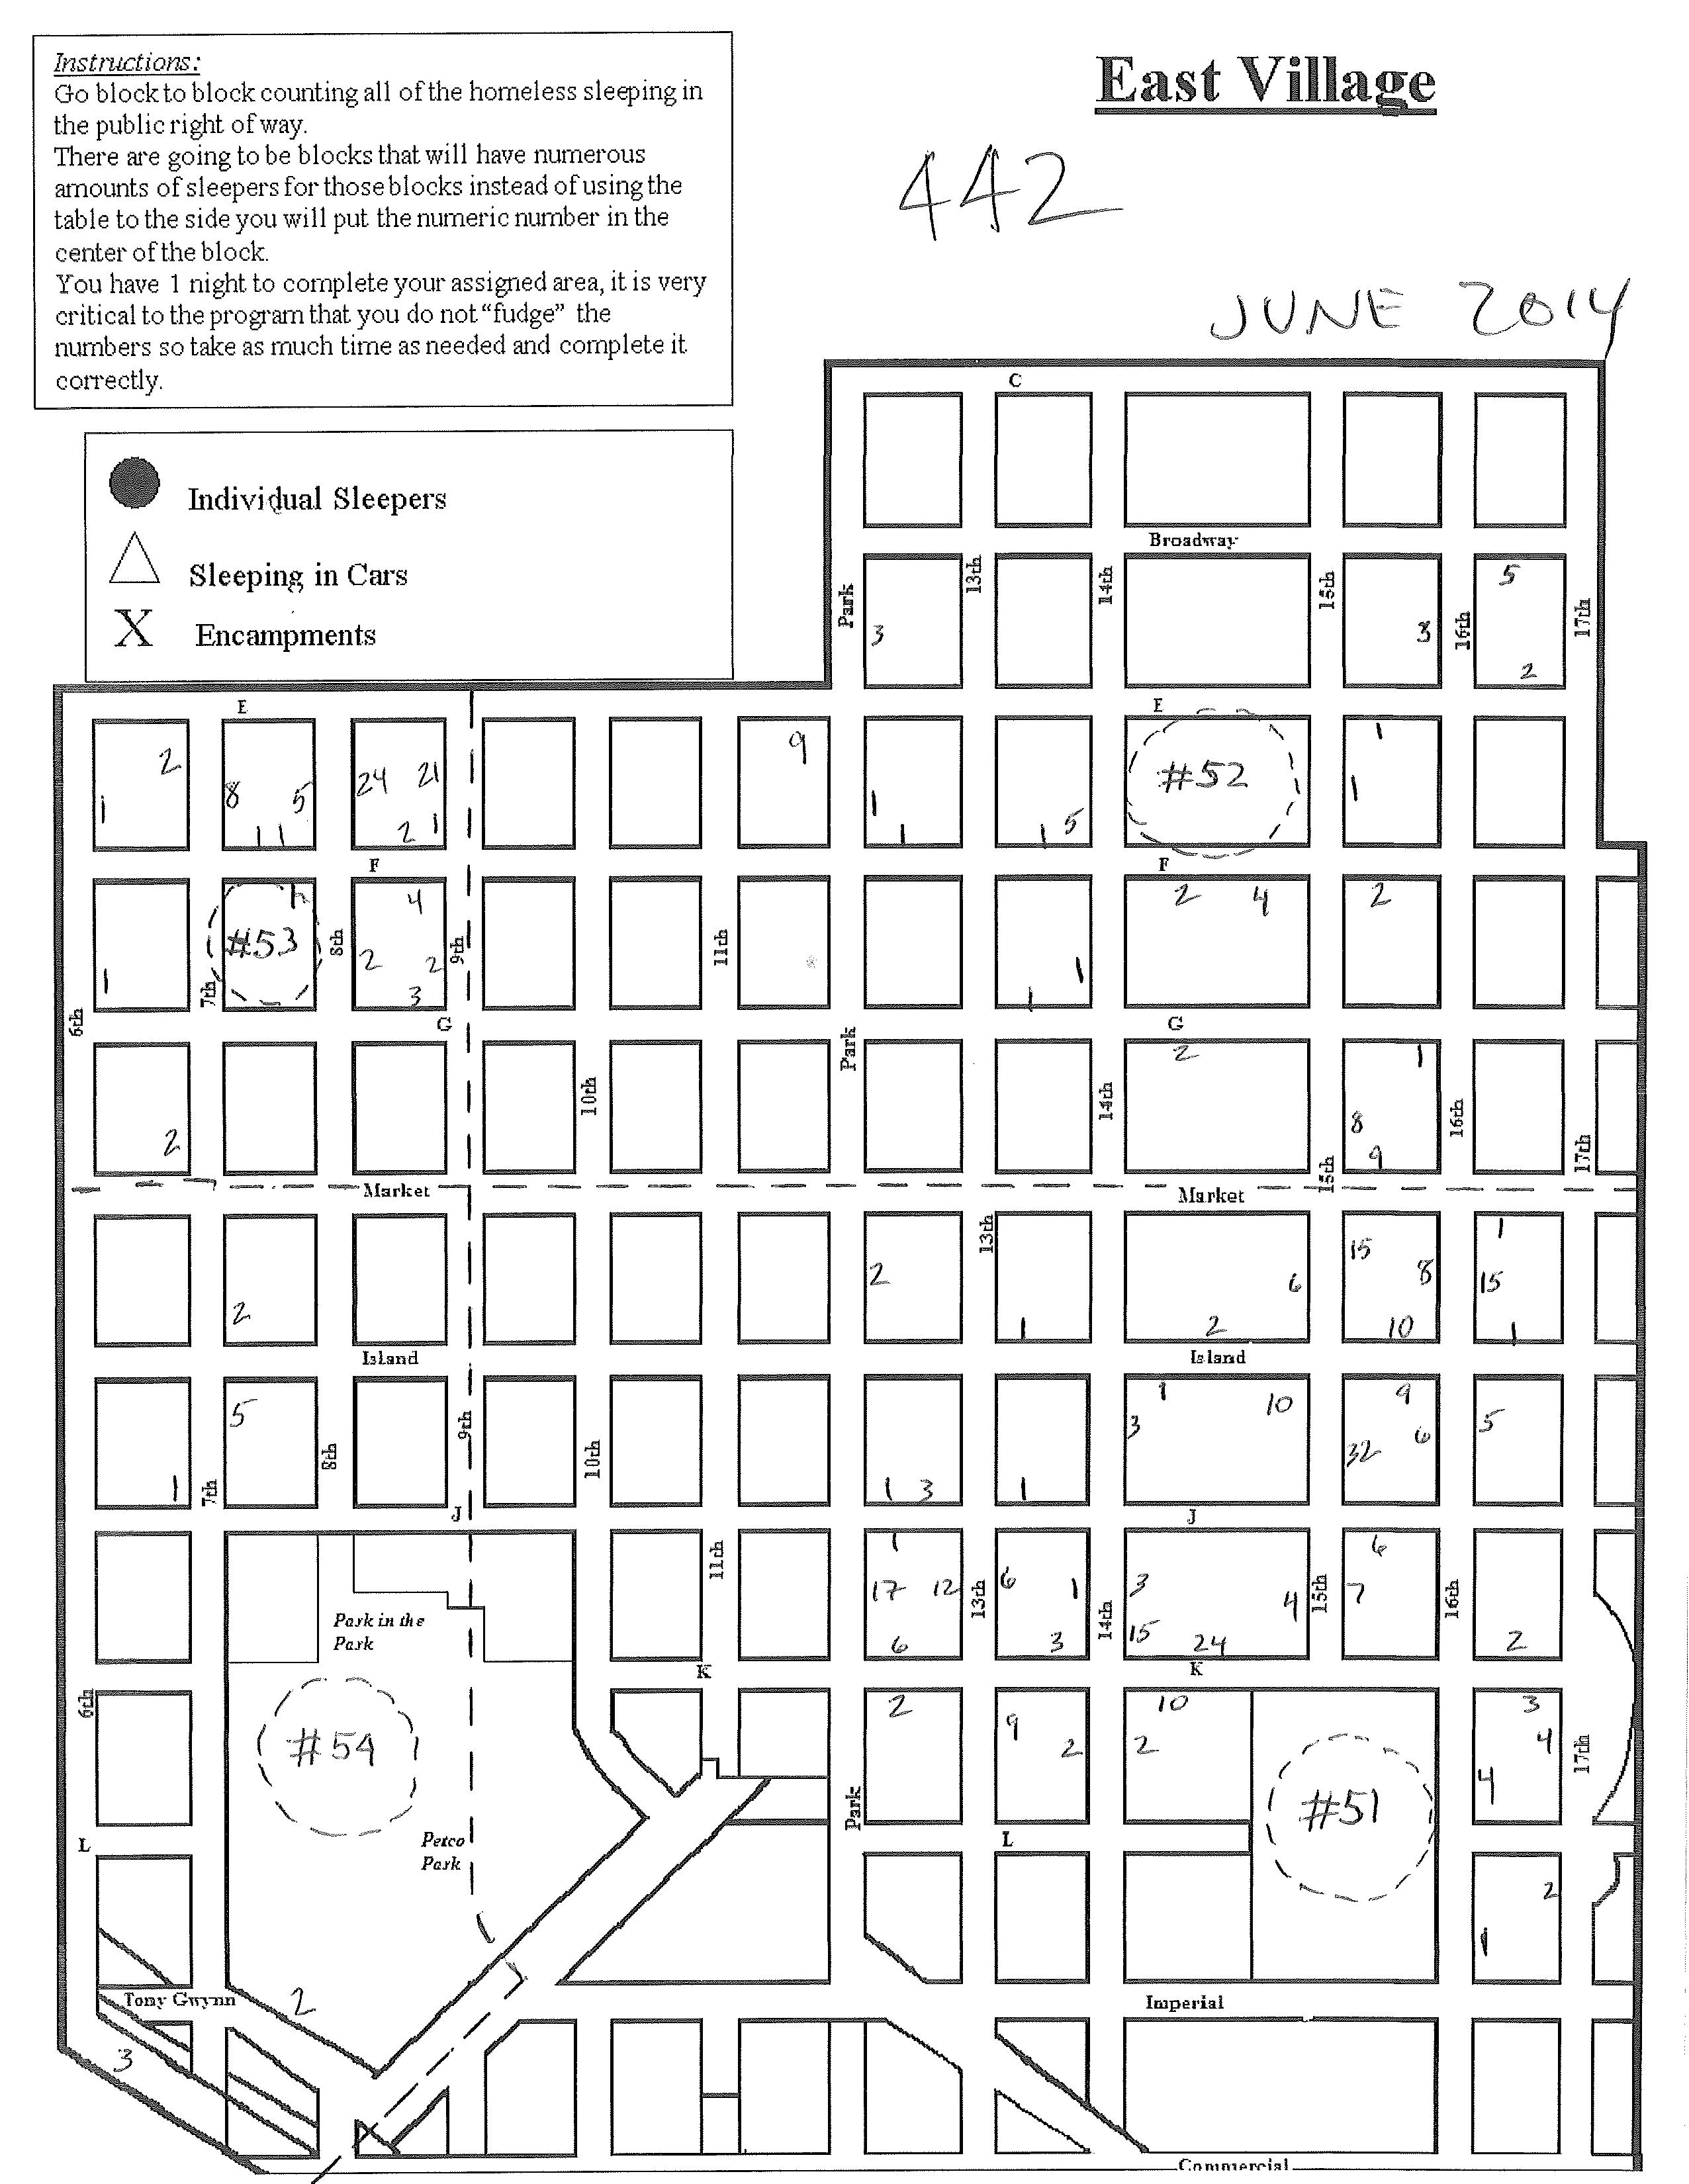 Instructions:
Go block to block counting all of the homeless sleeping in
the public right of way.
There are going to be blocks that will have numerous
amounts of sleepers for those blocks instead of using the
table to the side you will put the numeric number in the
center of the block.
You have 1 night to complete your assigned area, it is very
critical to the program that you do not “fudge” the
numbers so take as much time as needed and complete it
correctly.
East Village
442
JUNE 2014
Individual Sleepers
Sleeping in Cars
X Encampments
C
Broadway
Park
13th
14th
15th
16th
17th
5
3
3
2
E
E
2
1
8
5
1 1
24
21
2
1
9
1
1
1
5
#52
1
1
F
F
1
#53
7th
8th
4
2
2
3
9th
11th
1
1
2
4
2
6th
G
G
2
10th
Park
14th
2
1
8
9
15th
16th
17th
Market
Market
2
2
13th
1
6
2
15
8
10
1
15
1
Island
Island
1
7th
5
8th
9th
10th
1
3
1
1
10
3
9
32
6
5
J
J
Park in the
Park
11th
1
17
12
6
13th
6
1
3
14th
3
4
15
24
15th
6
7
16th
2
K
K
6th
#54
2
9
2
10
2
#51
3
4
4
17th
Park
L
L
Petco
Park
2
1
Tony Gwynn
2
Imperial
3
Commercial